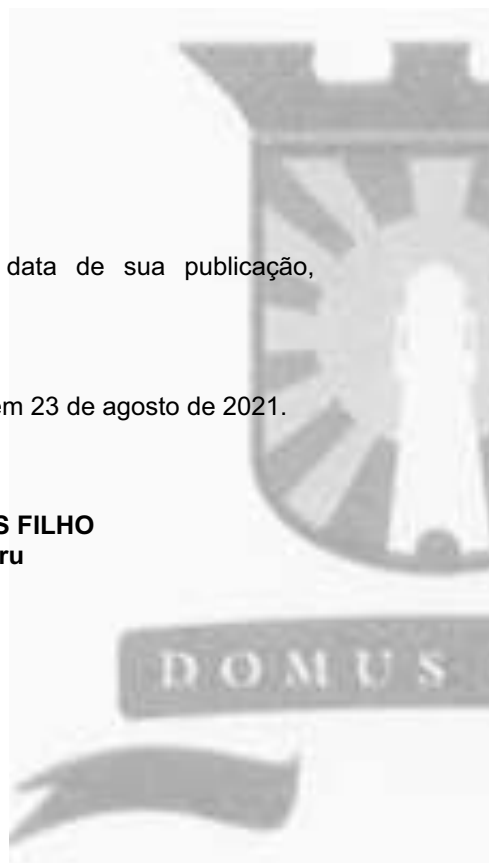 data de sua publicação,
em 23 de agosto de 2021.
S FILHO
ru
DOMUS